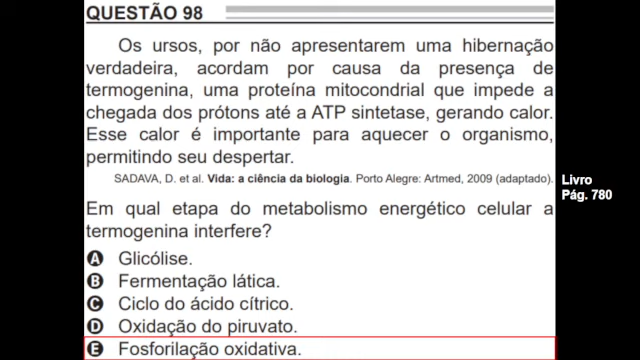 QUESTÃO 98
Os ursos, por não apresentarem uma hibernação
verdadeira, acordam por causa da presença de
termogenina, uma proteína mitocondrial que impede a
chegada dos prótons até a ATP sintetase, gerando calor.
Esse calor é importante para aquecer o organismo,
permitindo seu despertar.
SADAVA, D. et al. Vida: a ciência da biologia. Porto Alegre: Artmed, 2009 (adaptado).
Livro
Pág. 780
Em qual etapa do metabolismo energético celular a
termogenina interfere?
A Glicólise.
B Fermentação lática.
C Ciclo do ácido cítrico.
D Oxidação do piruvato.
E Fosforilação oxidativa.